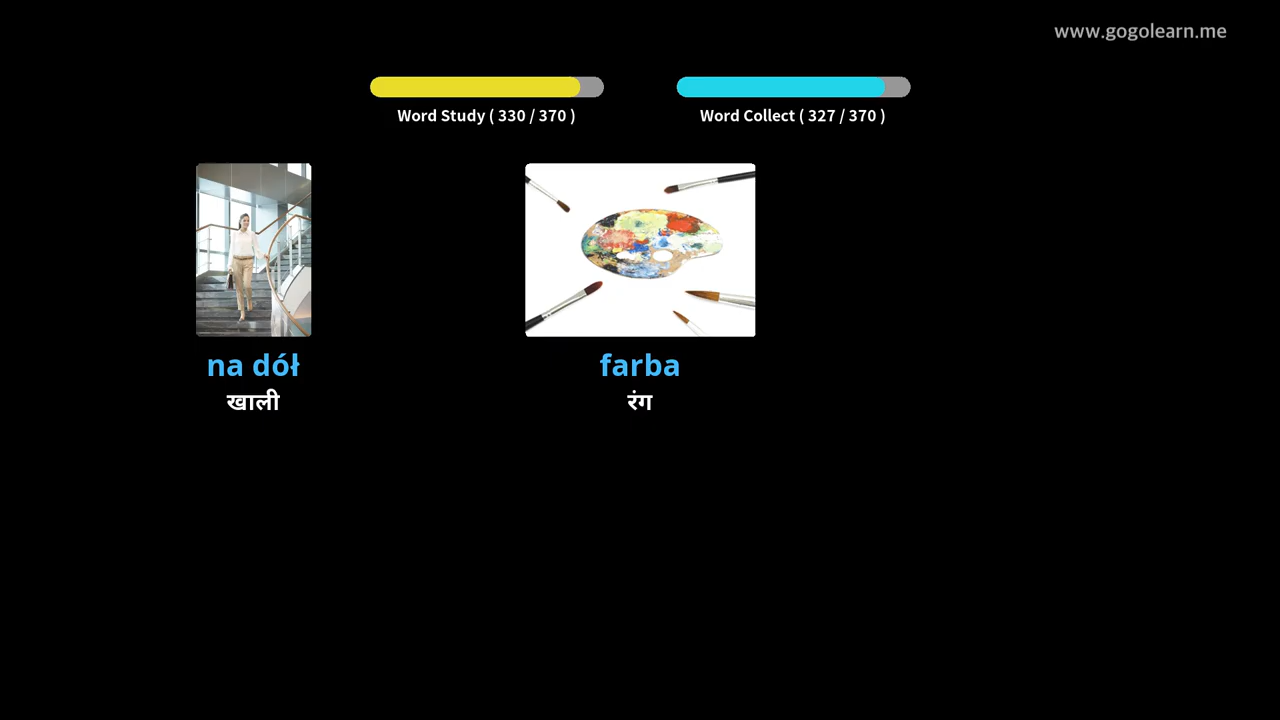 www.gogolearn.me
Word Study ( 330 / 370 )
Word Collect ( 327 / 370 )
na dół
खाली
farba
रंग